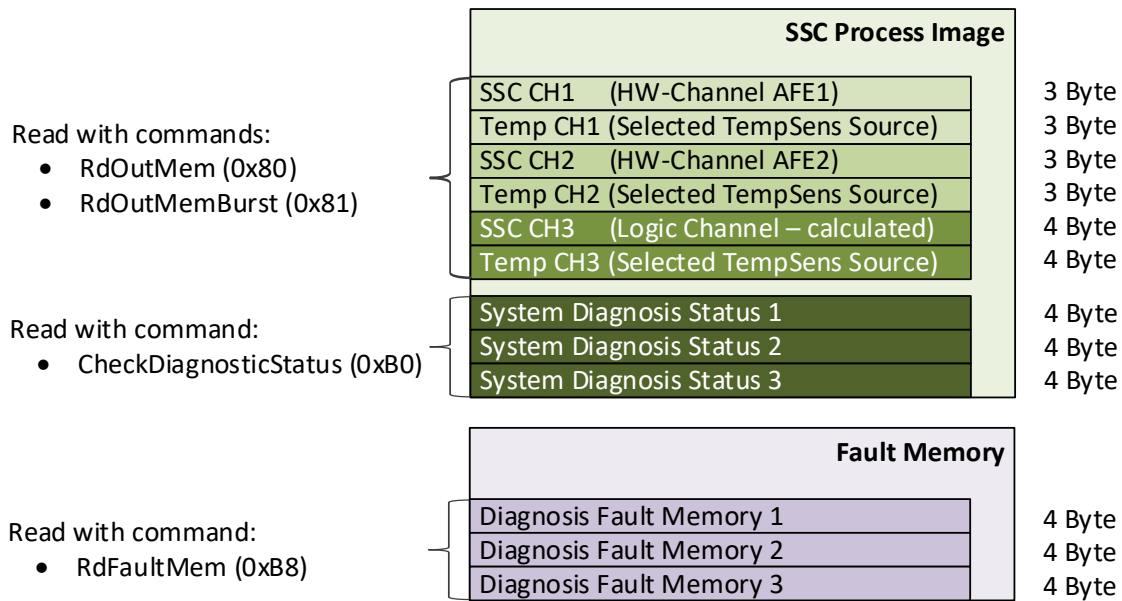 SSC Process Image
Read with commands:
• RdOutMem (0x80)
• RdOutMemBurst (0x81)
SSC CH1 (HW-Channel AFE1) 3 Byte
Temp CH1 (Selected TempSens Source) 3 Byte
SSC CH2 (HW-Channel AFE2) 3 Byte
Temp CH2 (Selected TempSens Source) 3 Byte
SSC CH3 (Logic Channel – calculated) 4 Byte
Temp CH3 (Selected TempSens Source) 4 Byte
Read with command:
• CheckDiagnosticStatus (0xB0)
System Diagnosis Status 1 4 Byte
System Diagnosis Status 2 4 Byte
System Diagnosis Status 3 4 Byte
Fault Memory
Read with command:
• RdFaultMem (0xB8)
Diagnosis Fault Memory 1 4 Byte
Diagnosis Fault Memory 2 4 Byte
Diagnosis Fault Memory 3 4 Byte